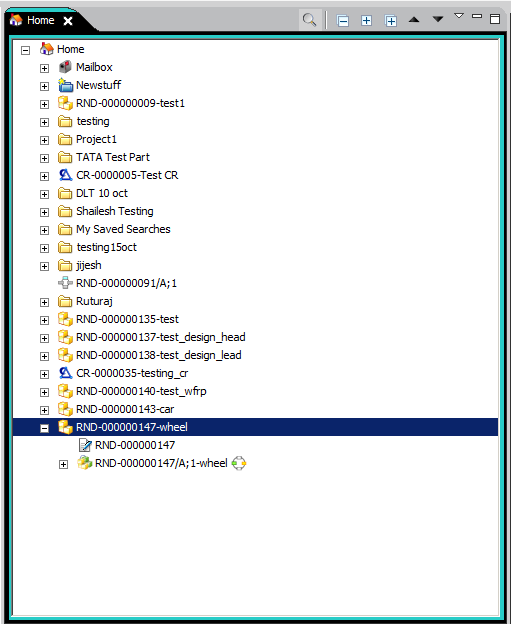 Home
Home
Mailbox
Newstuff
RND-000000009-test1
testing
Project1
TATA Test Part
CR-0000005-Test CR
DLT 10 oct
Shailesh Testing
My Saved Searches
testing15oct
jijesh
RND-000000091/A;1
Ruturaj
RND-000000135-test
RND-000000137-test_design_head
RND-000000138-test_design_lead
CR-0000035-testing_cr
RND-000000140-test_wfrp
RND-000000143-car
RND-000000147-wheel
RND-000000147
RND-000000147/A;1-wheel